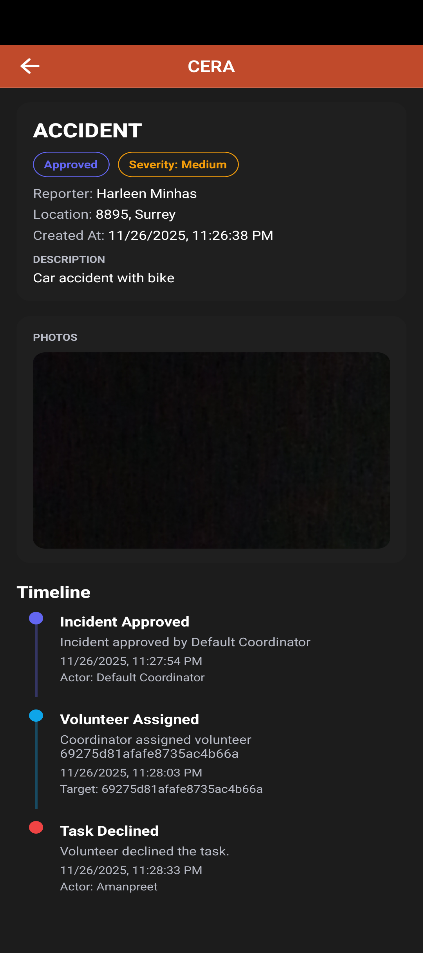 CERA
ACCIDENT
Approved
Severity: Medium
Reporter: Harleen Minhas
Location: 8895, Surrey
Created At: 11/26/2025, 11:26:38 PM
DESCRIPTION
Car accident with bike
PHOTOS
Timeline
Incident Approved
Incident approved by Default Coordinator
11/26/2025, 11:27:54 PM
Actor: Default Coordinator
Volunteer Assigned
Coordinator assigned volunteer
69275d81afafe8735ac4b66a
11/26/2025, 11:28:03 PM
Target: 69275d81afafe8735ac4b66a
Task Declined
Volunteer declined the task.
11/26/2025, 11:28:33 PM
Actor: Amanpreet